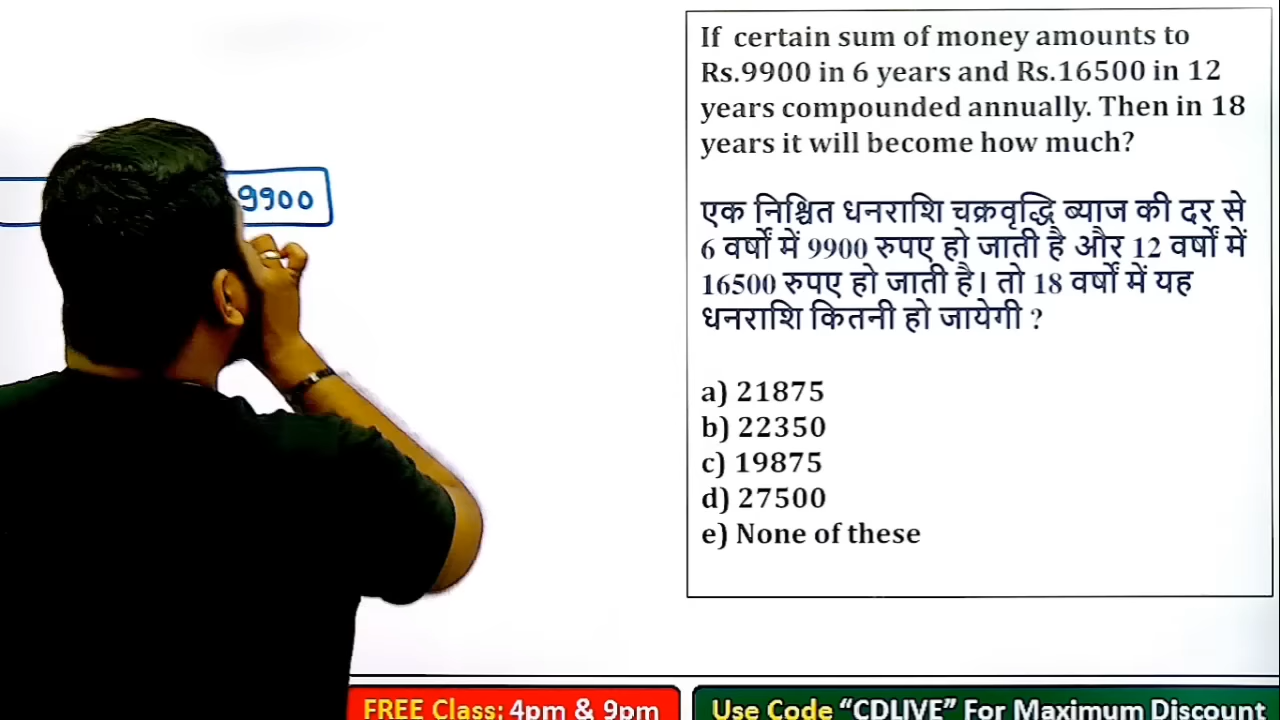 9900
If certain sum of money amounts to
Rs.9900 in 6 years and Rs.16500 in 12
years compounded annually. Then in 18
years it will become how much?
एक निश्चित धनराशि चक्रवृद्धि ब्याज की दर से
6 वर्षों में 9900 रुपए हो जाती है और 12 वर्षों में
16500 रुपए हो जाती है। तो 18 वर्षों में यह
धनराशि कितनी हो जायेगी ?
a) 21875
b) 22350
c) 19875
d) 27500
e) None of these
FREE Class: 4pm & 9pm
Use Code “CDLIVE” For Maximum Discount